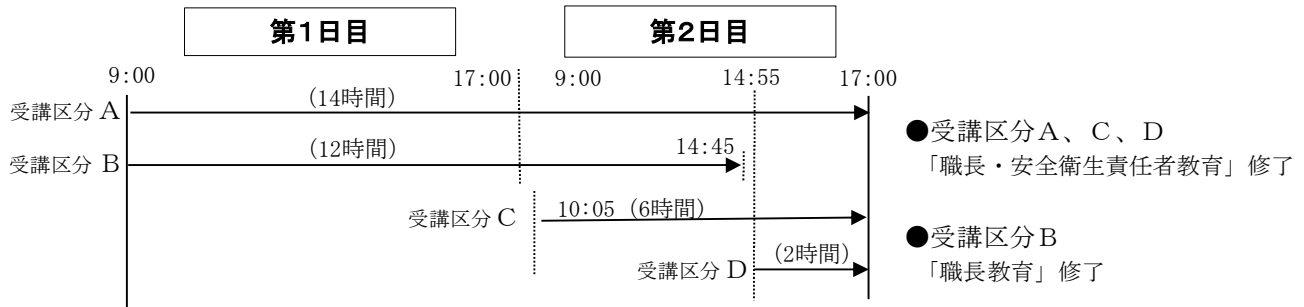 第1日目 第2日目
9:00 17:00 9:00 14:55 17:00
受講区分 A (14時間)
受講区分 B (12時間) 14:45
受講区分 C 10:05 (6時間)
受講区分 D (2時間)
●受講区分A、C、D
「職長・安全衛生責任者教育」修了
●受講区分B
「職長教育」修了